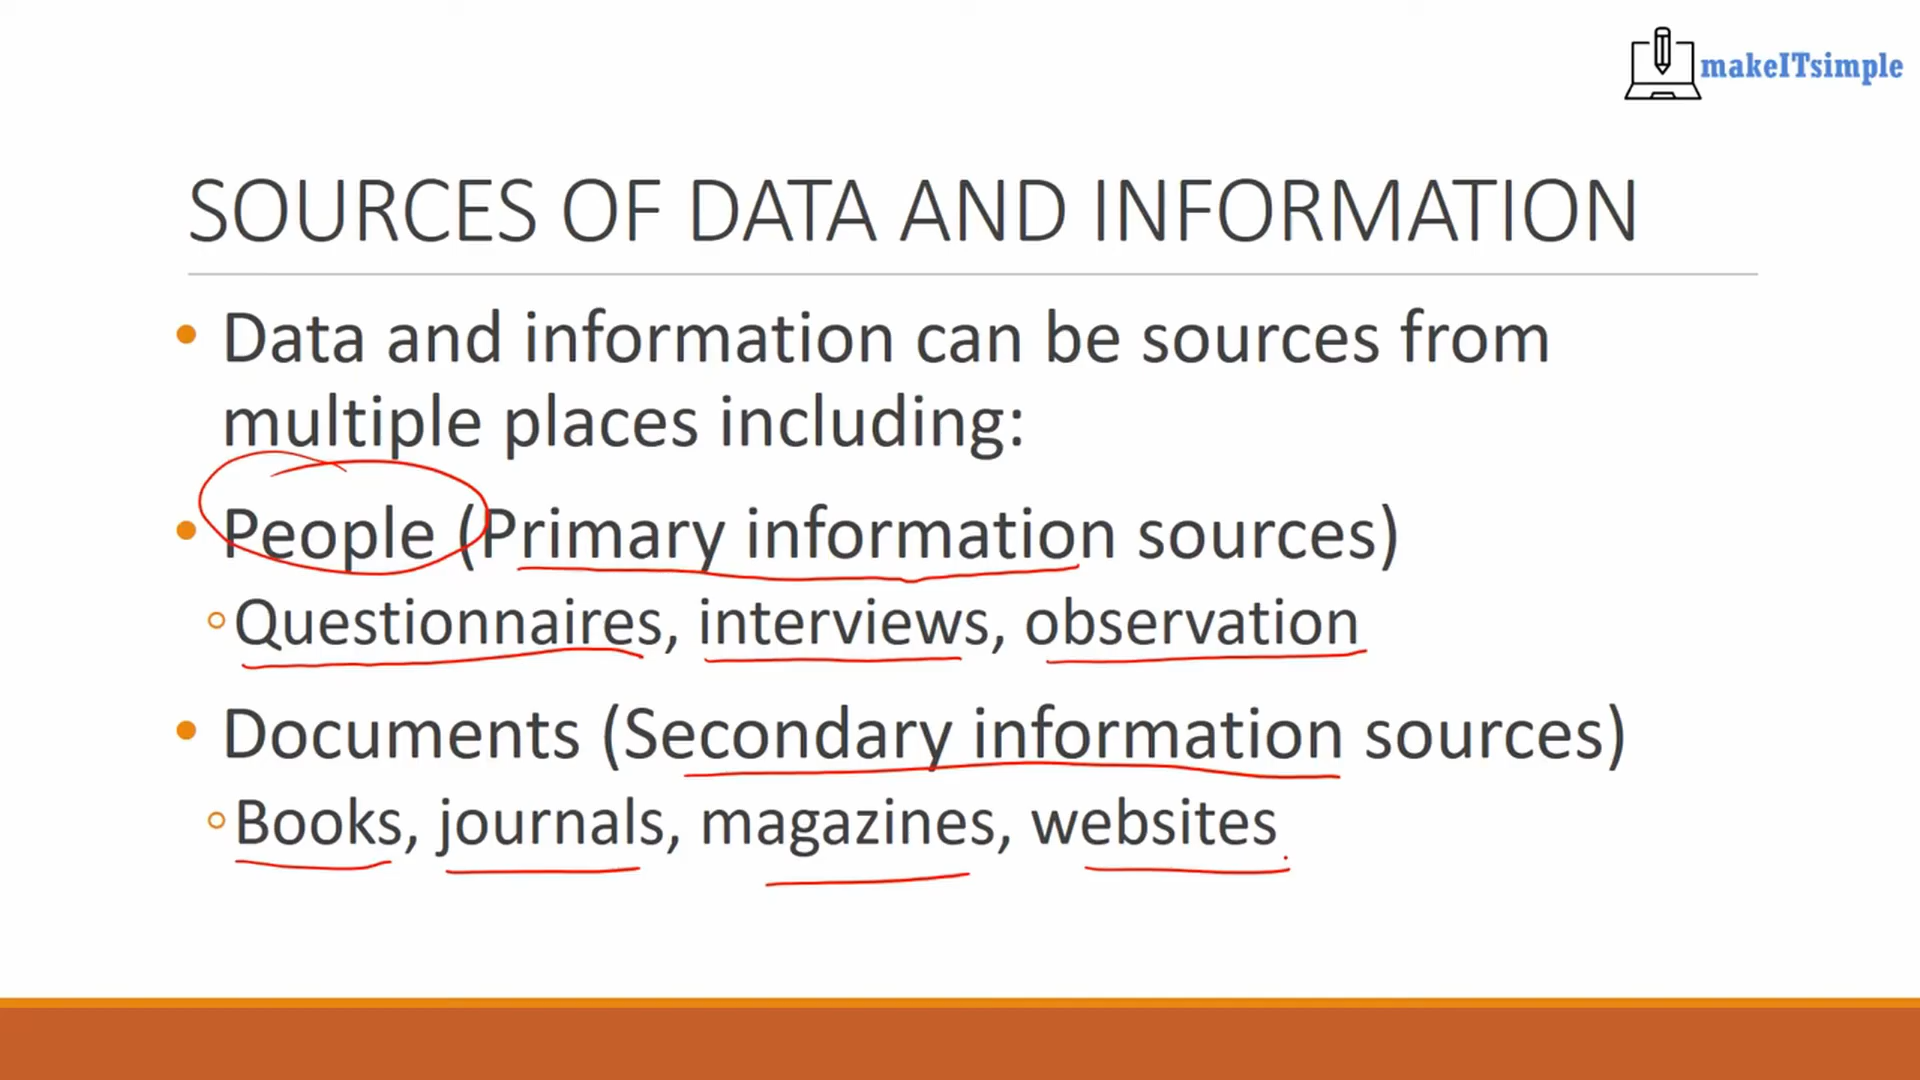 makeITsimple
SOURCES OF DATA AND INFORMATION
• Data and information can be sources from
multiple places including:
• People (Primary information sources)
◦Questionnaires, interviews, observation
• Documents (Secondary information sources)
◦Books, journals, magazines, websites